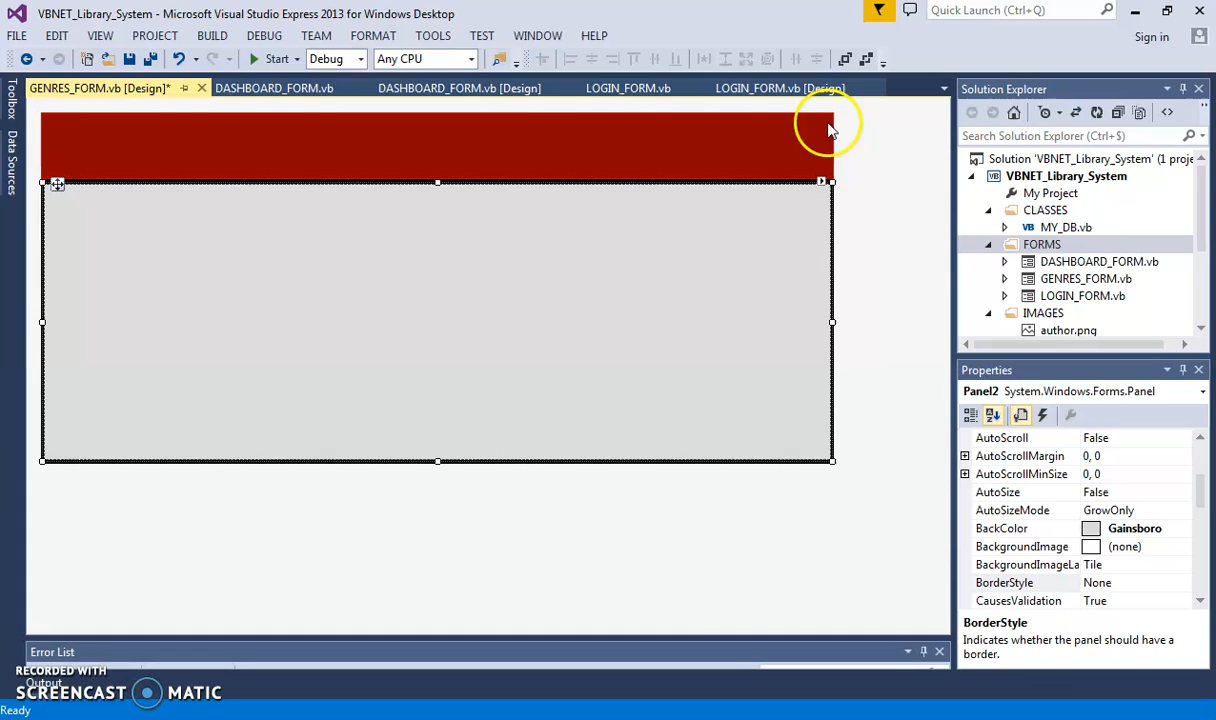 VBNET_Library_System - Microsoft Visual Studio Express 2013 for Windows Desktop
Quick Launch (Ctrl+Q)
FILE EDIT VIEW PROJECT BUILD DEBUG TEAM FORMAT TOOLS TEST WINDOW HELP
Sign in
Start Debug Any CPU
GENRES_FORM.vb [Design]* DASHBOARD_FORM.vb DASHBOARD_FORM.vb [Design] LOGIN_FORM.vb LOGIN_FORM.vb [Design]
Toolbox
Data Sources
Solution Explorer
Search Solution Explorer (Ctrl+$)
Solution 'VBNET_Library_System' (1 proje
VBNET_Library_System
My Project
CLASSES
MY_DB.vb
FORMS
DASHBOARD_FORM.vb
GENRES_FORM.vb
LOGIN_FORM.vb
IMAGES
author.png
Properties
Panel2 System.Windows.Forms.Panel
AutoScroll False
AutoScrollMargin 0, 0
AutoScrollMinSize 0, 0
AutoSize False
AutoSizeMode GrowOnly
BackColor Gainsboro
BackgroundImage (none)
BackgroundImageLa Tile
BorderStyle None
CausesValidation True
BorderStyle
Indicates whether the panel should have a
border.
Error List
Output
RECORDED WITH
SCREENCAST MATIC
Ready